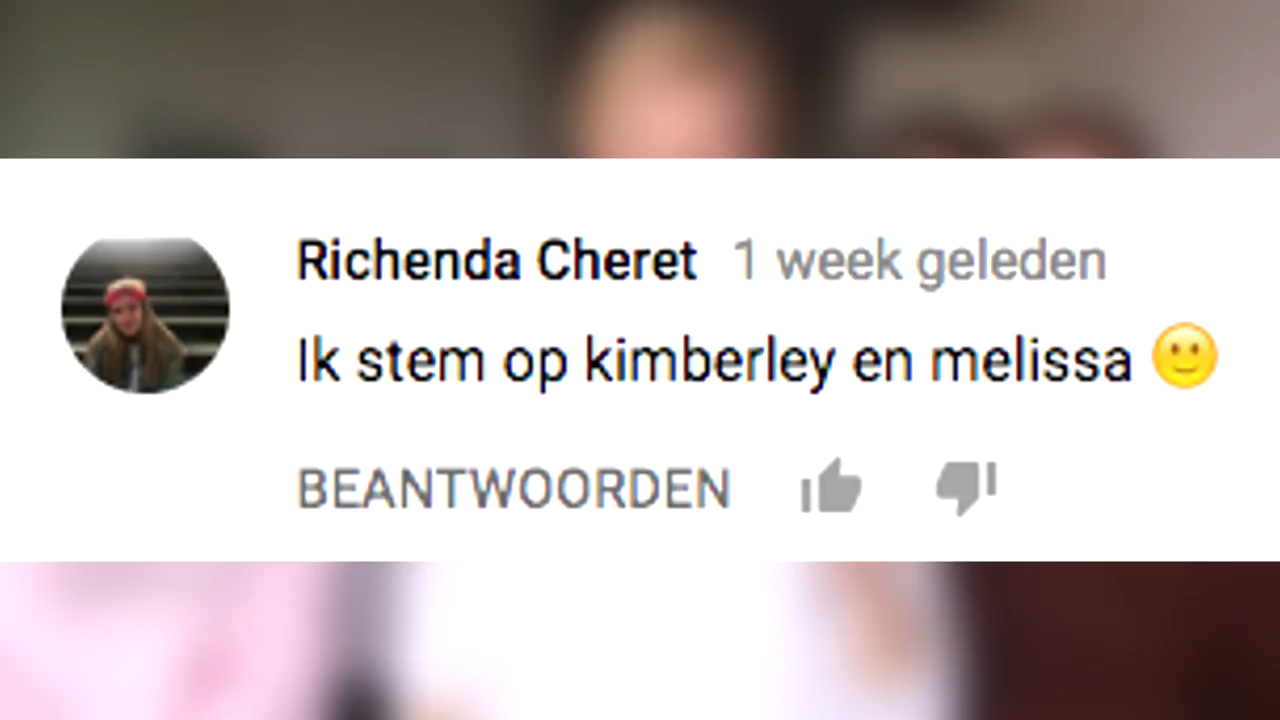 Richenda Cheret 1 week geleden
Ik stem op kimberley en melissa 🙂
BEANTWOORDEN